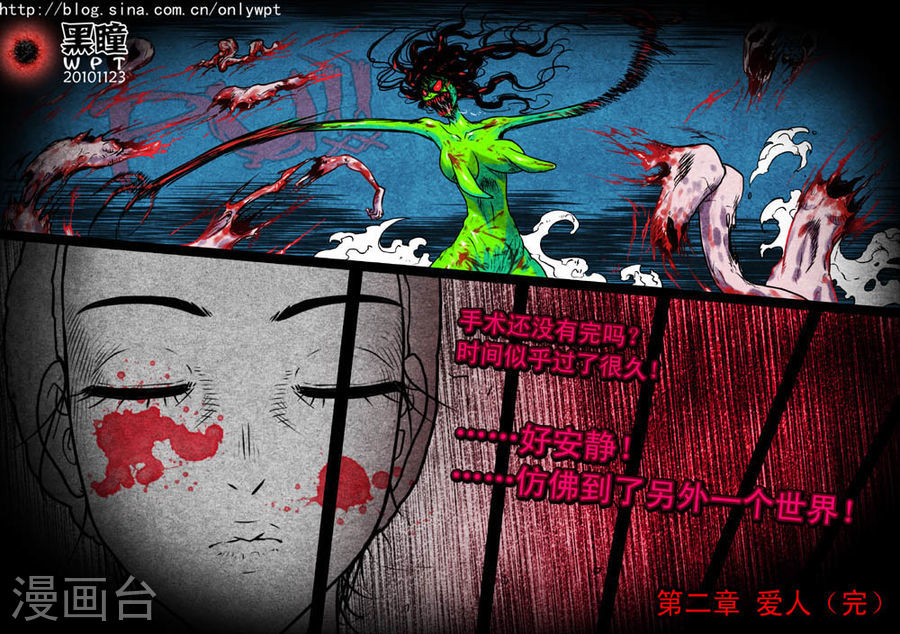 http://blog.sina.com.cn/onlywpt
黑瞳
WPT
20101123
手术还没有完吗？
时间似乎过了很久！
……好安静！
……仿佛到了另外一个世界！
漫画台
第二章 爱人（完）